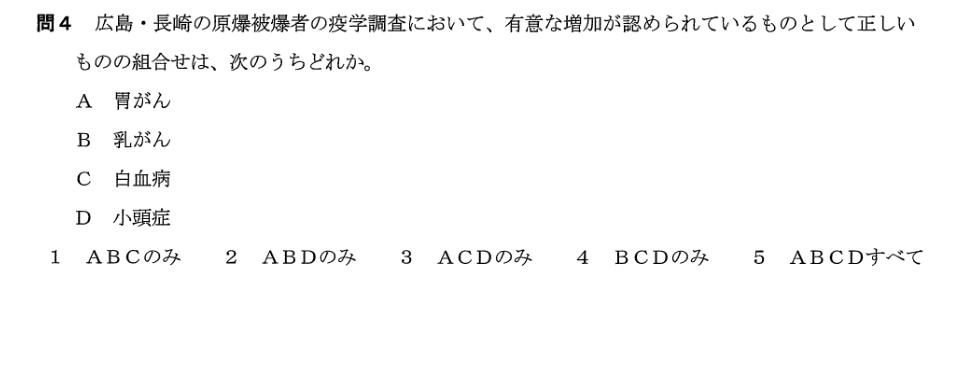 問４　広島・長崎の原爆被爆者の疫学調査において、有意な増加が認められているものとして正しい
ものの組合せは、次のうちどれか。
Ａ　胃がん
Ｂ　乳がん
Ｃ　白血病
Ｄ　小頭症
１　ＡＢＣのみ　　２　ＡＢＤのみ　　３　ＡＣＤのみ　　４　ＢＣＤのみ　　５　ＡＢＣＤすべて